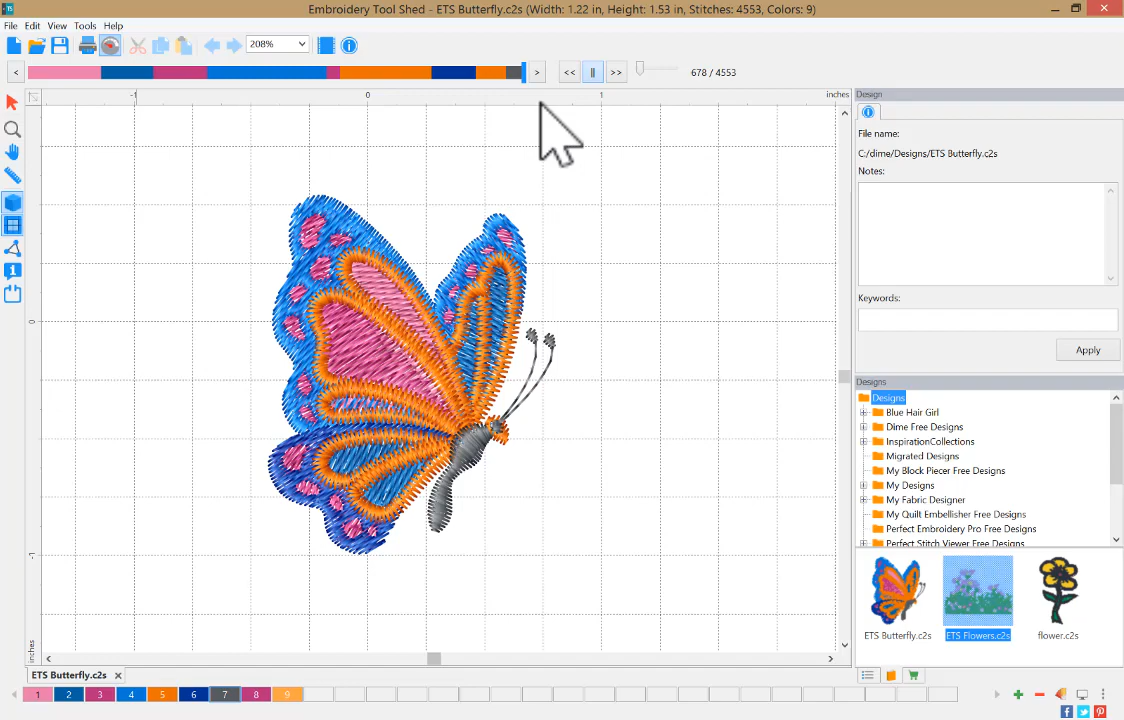 Embroidery Tool Shed - ETS Butterfly.c2s (Width: 1.22 in, Height: 1.53 in, Stitches: 4553, Colors: 9)
File Edit View Tools Help
208%
< > << || >> 678 / 4553
-1 0 1 inches
0
-1
inches
Design
File name:
C:/dime/Designs/ETS Butterfly.c2s
Notes:
Keywords:
Apply
Designs
Designs
Blue Hair Girl
Dime Free Designs
InspirationCollections
Migrated Designs
My Block Piecer Free Designs
My Designs
My Fabric Designer
My Quilt Embellisher Free Designs
Perfect Embroidery Pro Free Designs
Perfect Stitch Viewer Free Designs
ETS Butterfly.c2s ETS Flowers.c2s flower.c2s
ETS Butterfly.c2s
1 2 3 4 5 6 7 8 9